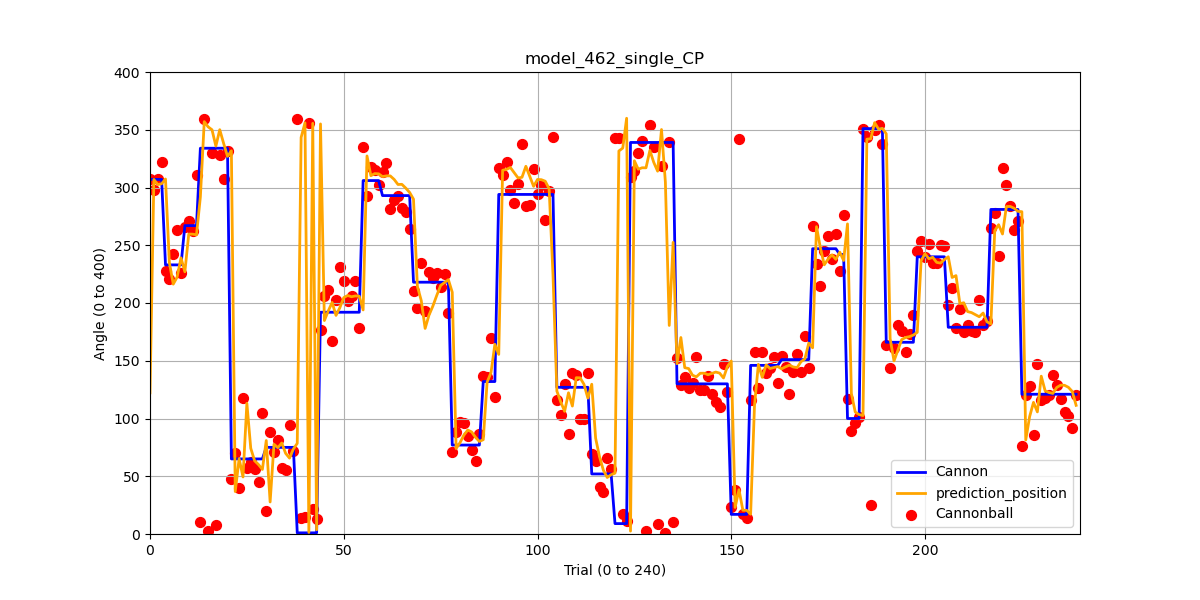 model_462_single_CP
400
350
300
250
200
150
100
50
0
Angle (0 to 400)
0 50 100 150 200
Trial (0 to 240)
Cannon
prediction_position
Cannonball